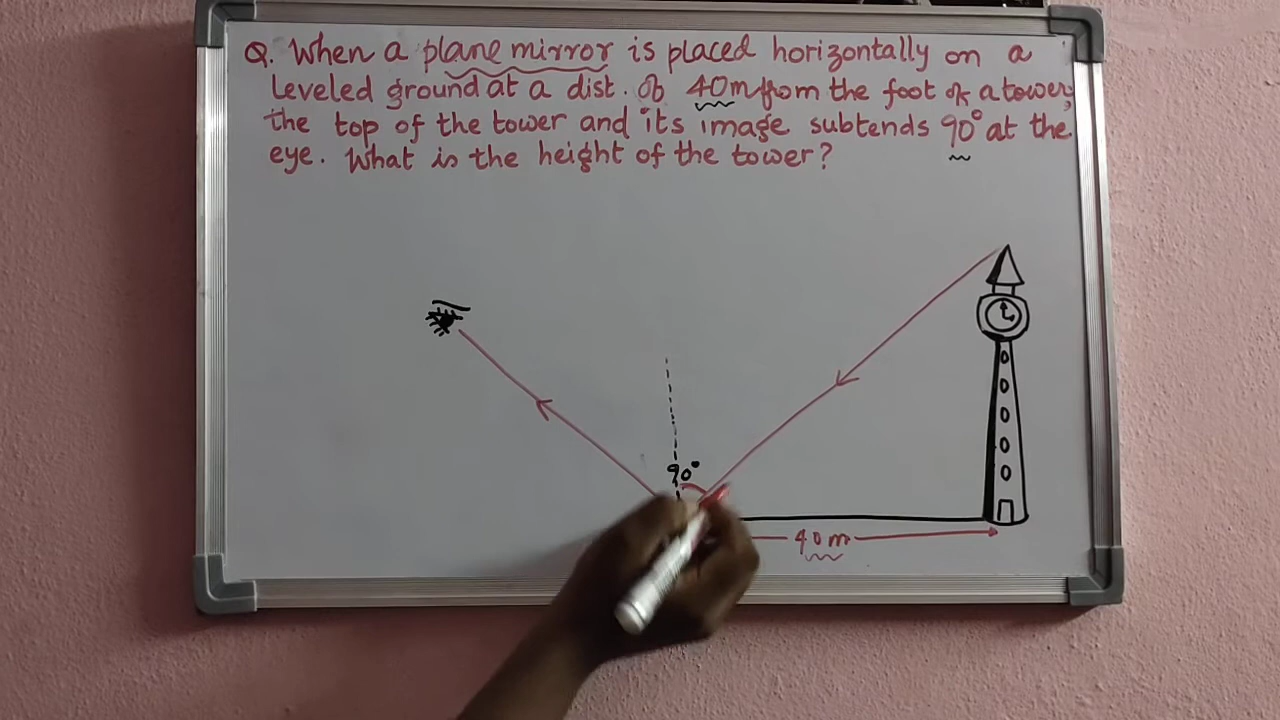 Q. When a plane mirror is placed horizontally on a
leveled ground at a dist. of 40m from the foot of a tower,
the top of the tower and its image subtends 90° at the
eye. What is the height of the tower?
90°
40m